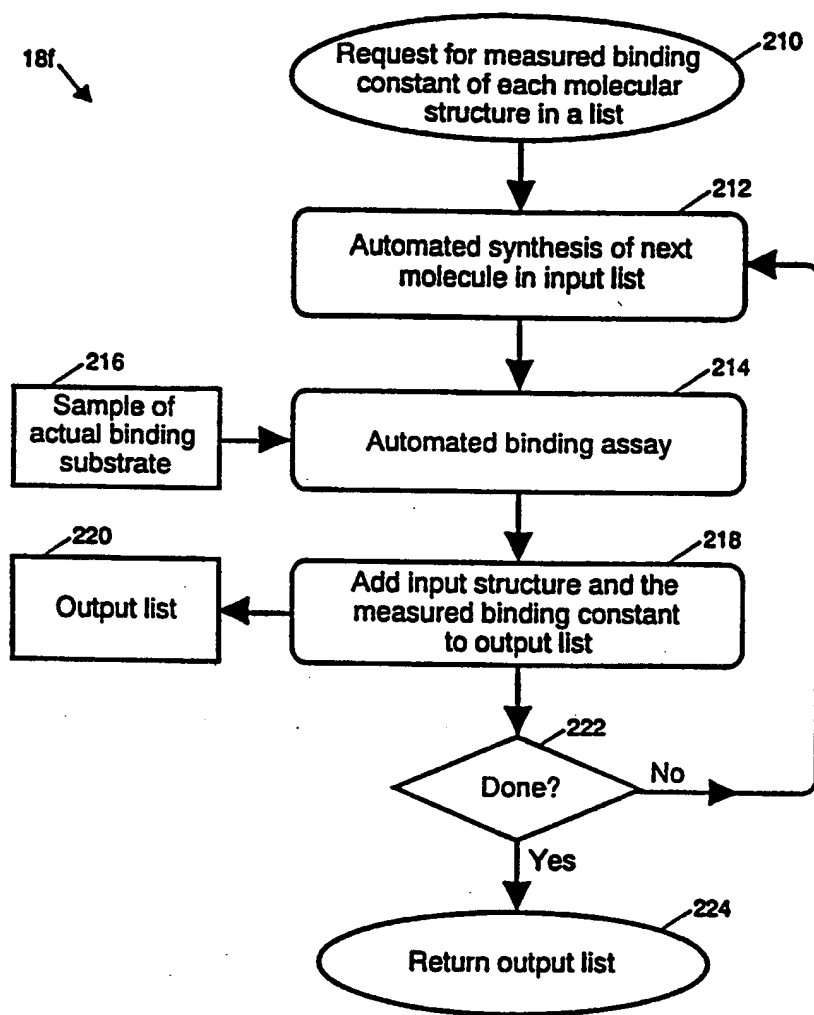 18f
210
Request for measured binding
constant of each molecular
structure in a list
212
Automated synthesis of next
molecule in input list
216
Sample of
actual binding
substrate
214
Automated binding assay
220
Output list
218
Add input structure and the
measured binding constant
to output list
222
Done?
No
Yes
224
Return output list